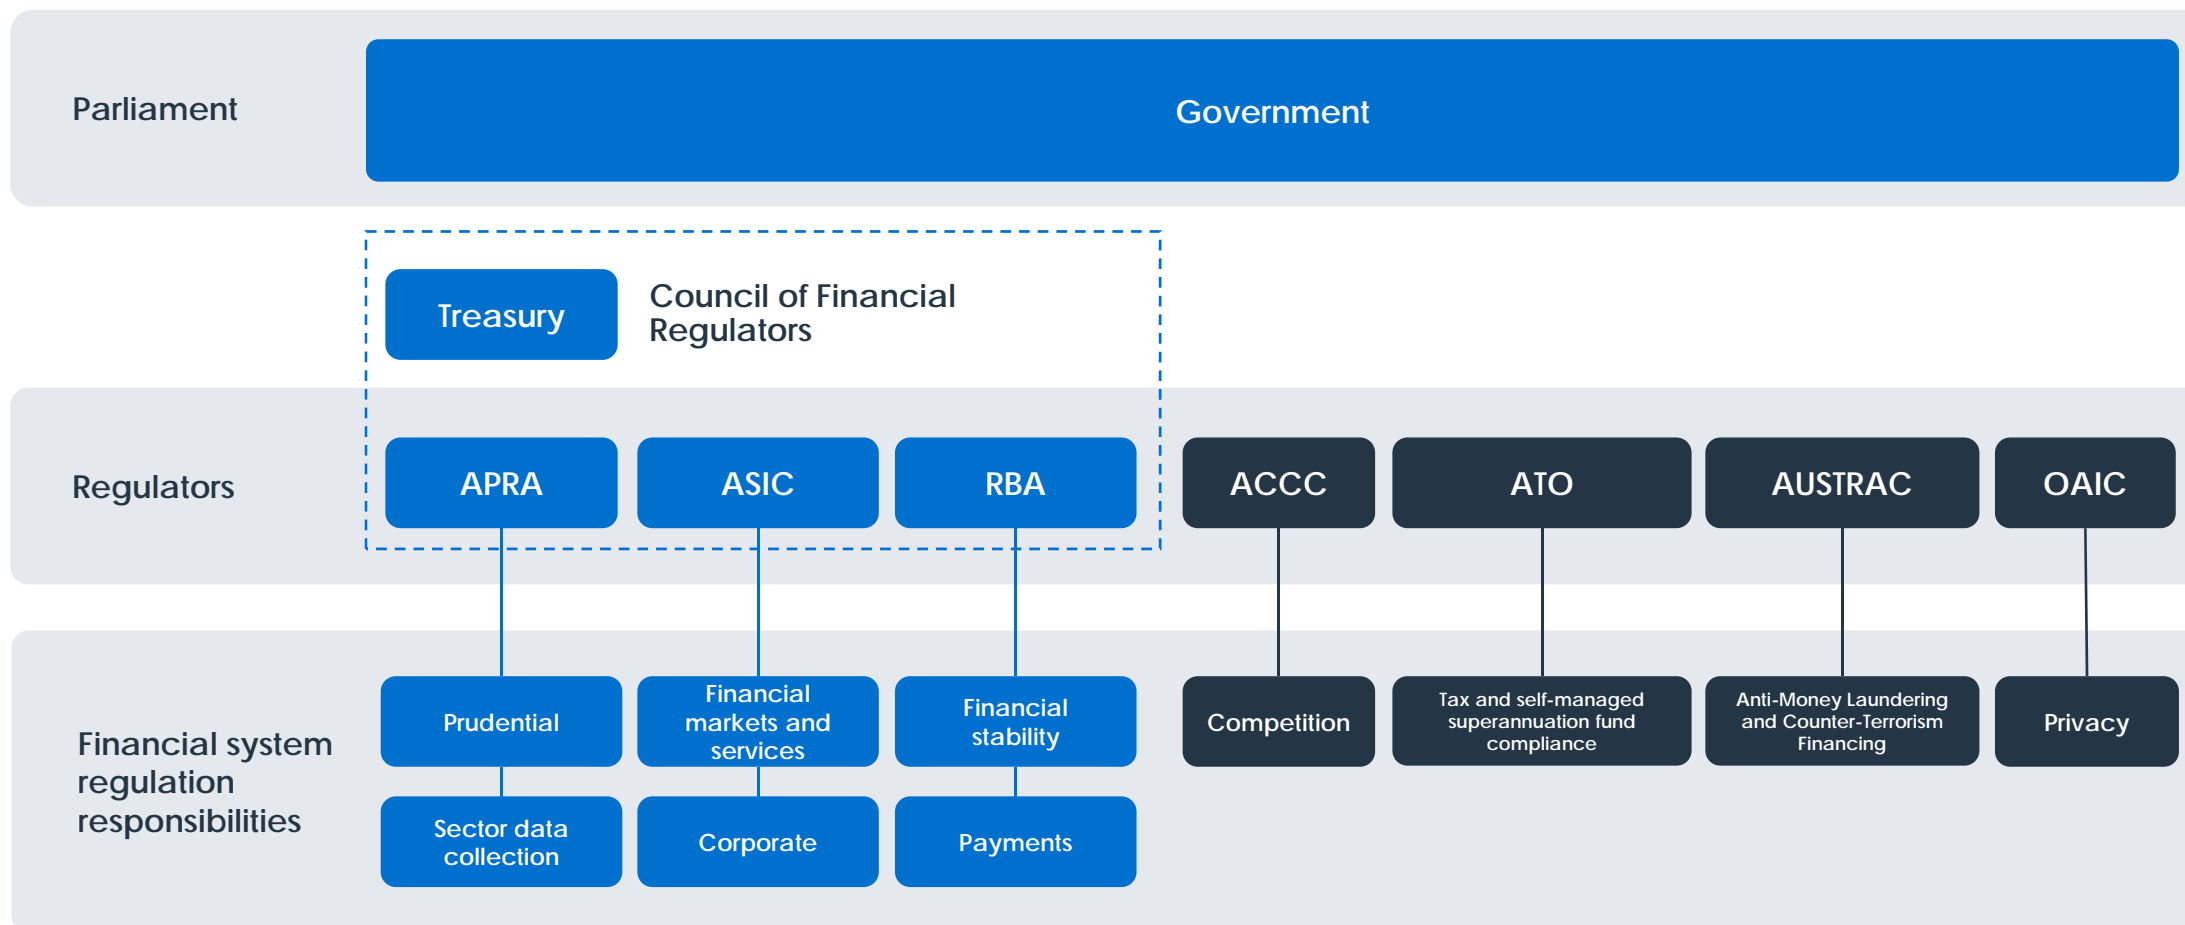 Parliament
Government
Treasury
Council of Financial
Regulators
Regulators
APRA
ASIC
RBA
ACCC
ATO
AUSTRAC
OAIC
Financial system
regulation
responsibilities
Prudential
Financial
markets and
services
Financial
stability
Competition
Tax and self-managed
superannuation fund
compliance
Anti-Money Laundering
and Counter-Terrorism
Financing
Privacy
Sector data
collection
Corporate
Payments